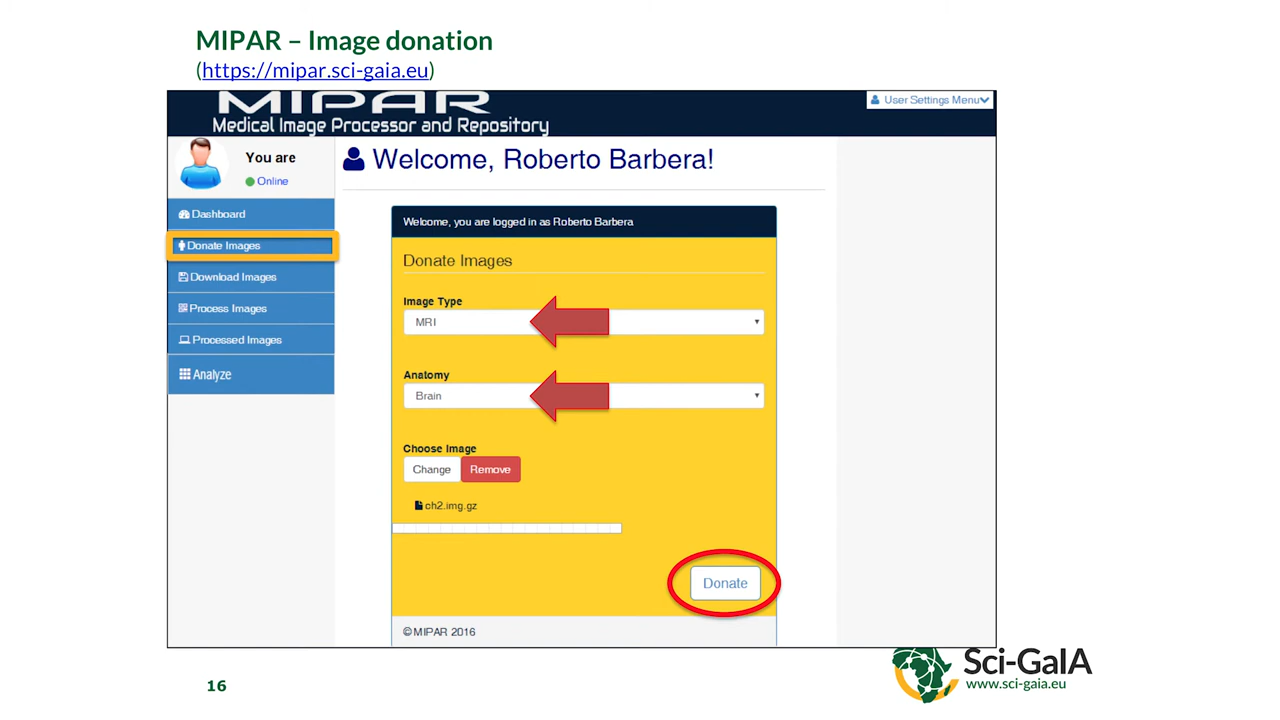 MIPAR – Image donation
(https://mipar.sci-gaia.eu)
MIPAR
User Settings Menu
Medical Image Processor and Repository
You are
Online
Welcome, Roberto Barbera!
Dashboard
Donate Images
Download Images
Process Images
Processed Images
Analyze
Welcome, you are logged in as Roberto Barbera
Donate Images
Image Type
MRI
Anatomy
Brain
Choose Image
Change Remove
ch2.img.gz
Donate
©MIPAR 2016
16
Sci-GaIA
www.sci-gaia.eu